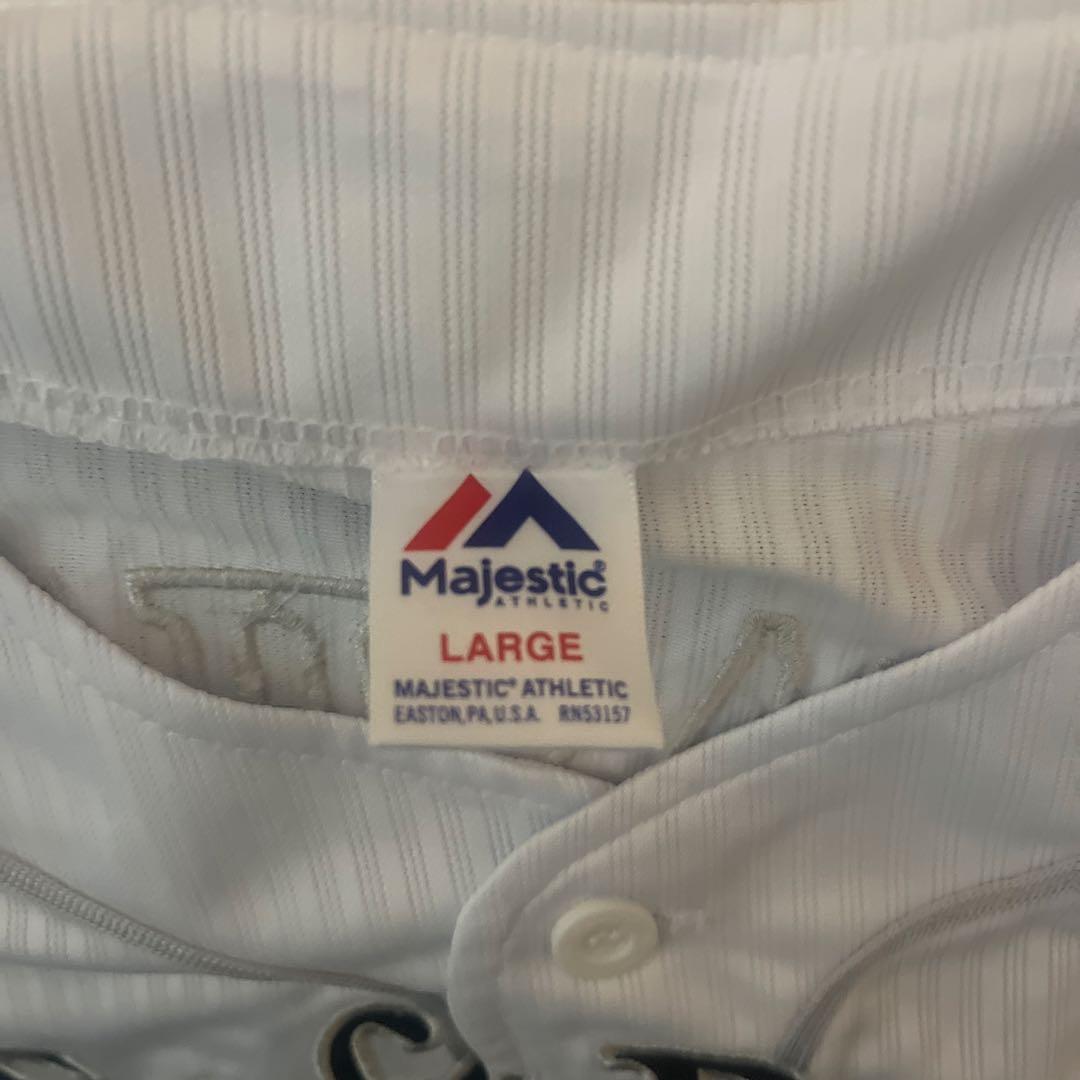 Majestic®
ATHLETIC
LARGE
MAJESTIC® ATHLETIC
EASTON, PA, U.S.A. RN53157